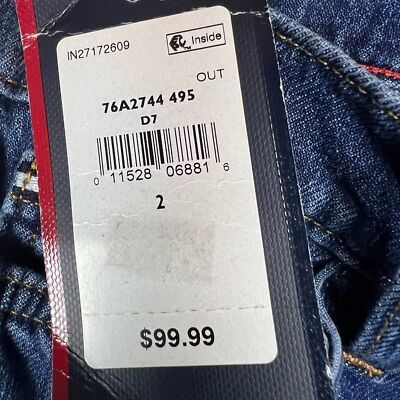 IN27172609
Inside
OUT
76A2744 495
D7
0 11528 06881 6
2
$99.99